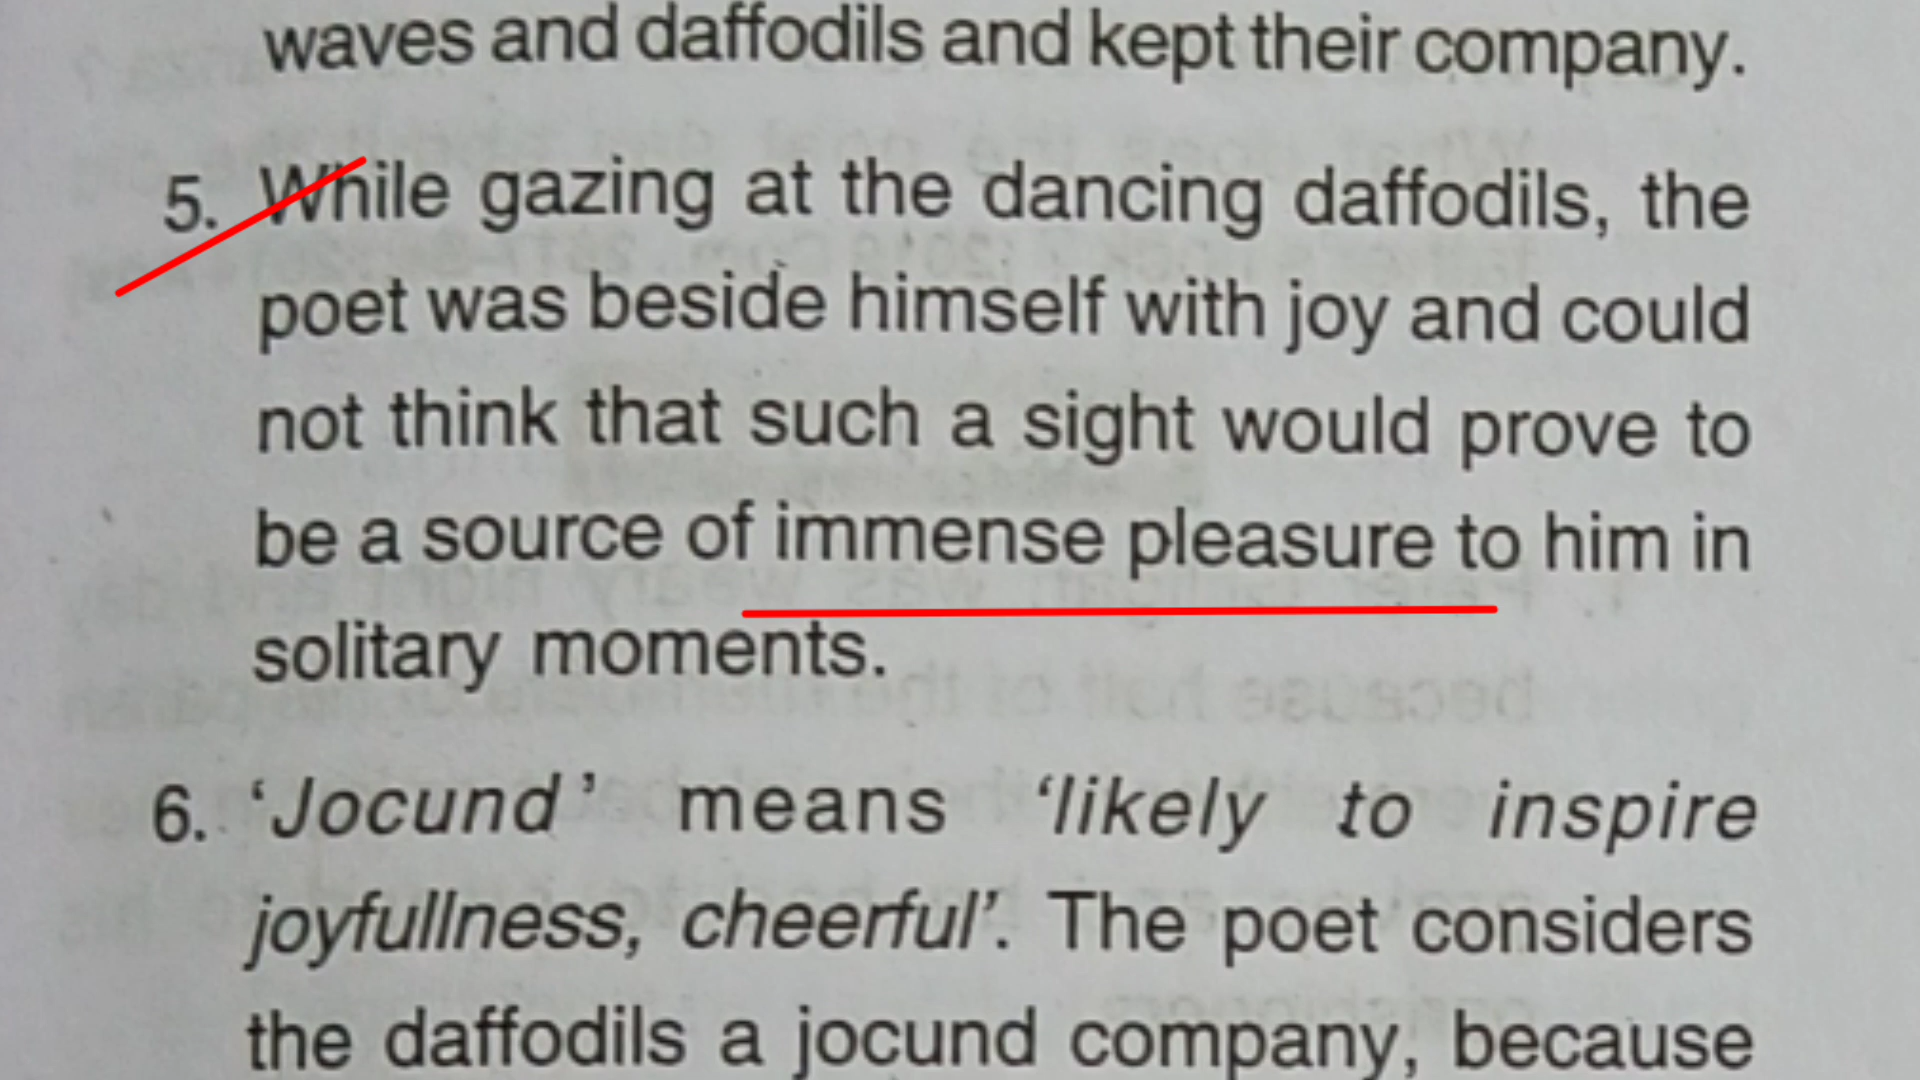 waves and daffodils and kept their company.
5. While gazing at the dancing daffodils, the
poet was beside himself with joy and could
not think that such a sight would prove to
be a source of immense pleasure to him in
solitary moments.
6. ‘Jocund’ means ‘likely to inspire
joyfullness, cheerful’. The poet considers
the daffodils a jocund company, because